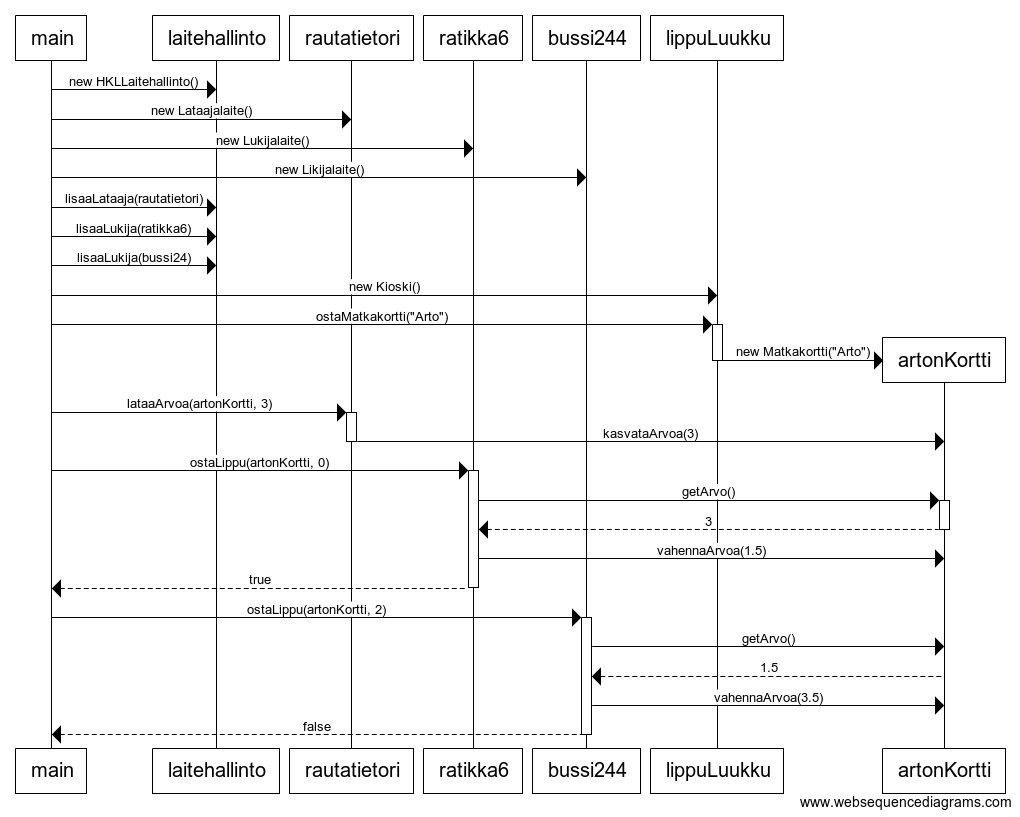 main laitehallinto rautatietori ratikka6 bussi244 lippuLuukku
new HKLLaitehallinto()
new Lataajalaite()
new Lukijalaite()
new Likijalaite()
lisaaLataaja(rautatietori)
lisaaLukija(ratikka6)
lisaaLukija(bussi24)
new Kioski()
ostaMatkakortti("Arto")
new Matkakortti("Arto")
artonKortti
lataaArvoa(artonKortti, 3)
kasvataArvoa(3)
ostaLippu(artonKortti, 0)
getArvo()
3
vahennaArvoa(1.5)
true
ostaLippu(artonKortti, 2)
getArvo()
1.5
vahennaArvoa(3.5)
false
main laitehallinto rautatietori ratikka6 bussi244 lippuLuukku artonKortti
www.websequencediagrams.com